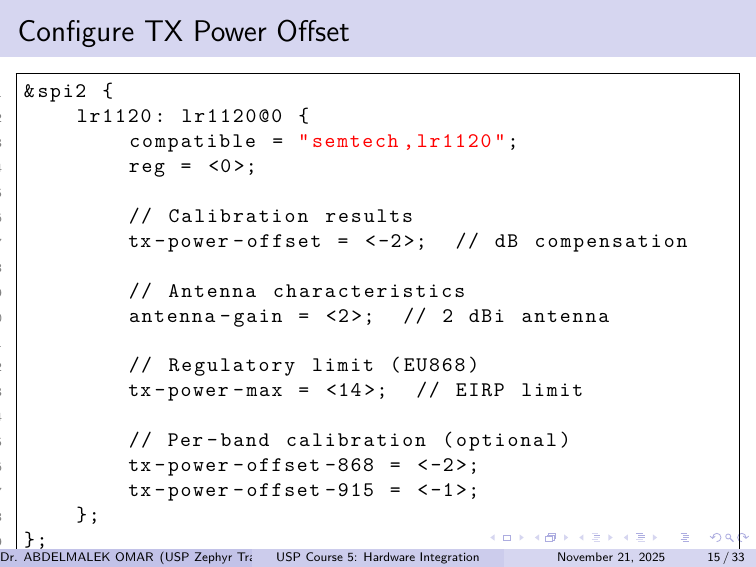 Configure TX Power Offset
&spi2 {
lr1120: lr1120@0 {
compatible = "semtech,lr1120";
reg = <0>;
// Calibration results
tx-power-offset = <-2>; // dB compensation
// Antenna characteristics
antenna-gain = <2>; // 2 dBi antenna
// Regulatory limit (EU868)
tx-power-max = <14>; // EIRP limit
// Per-band calibration (optional)
tx-power-offset-868 = <-2>;
tx-power-offset-915 = <-1>;
};
};
Dr. ABDELMALEK OMAR (USP Zephyr Tra USP Course 5: Hardware Integration November 21, 2025 15 / 33